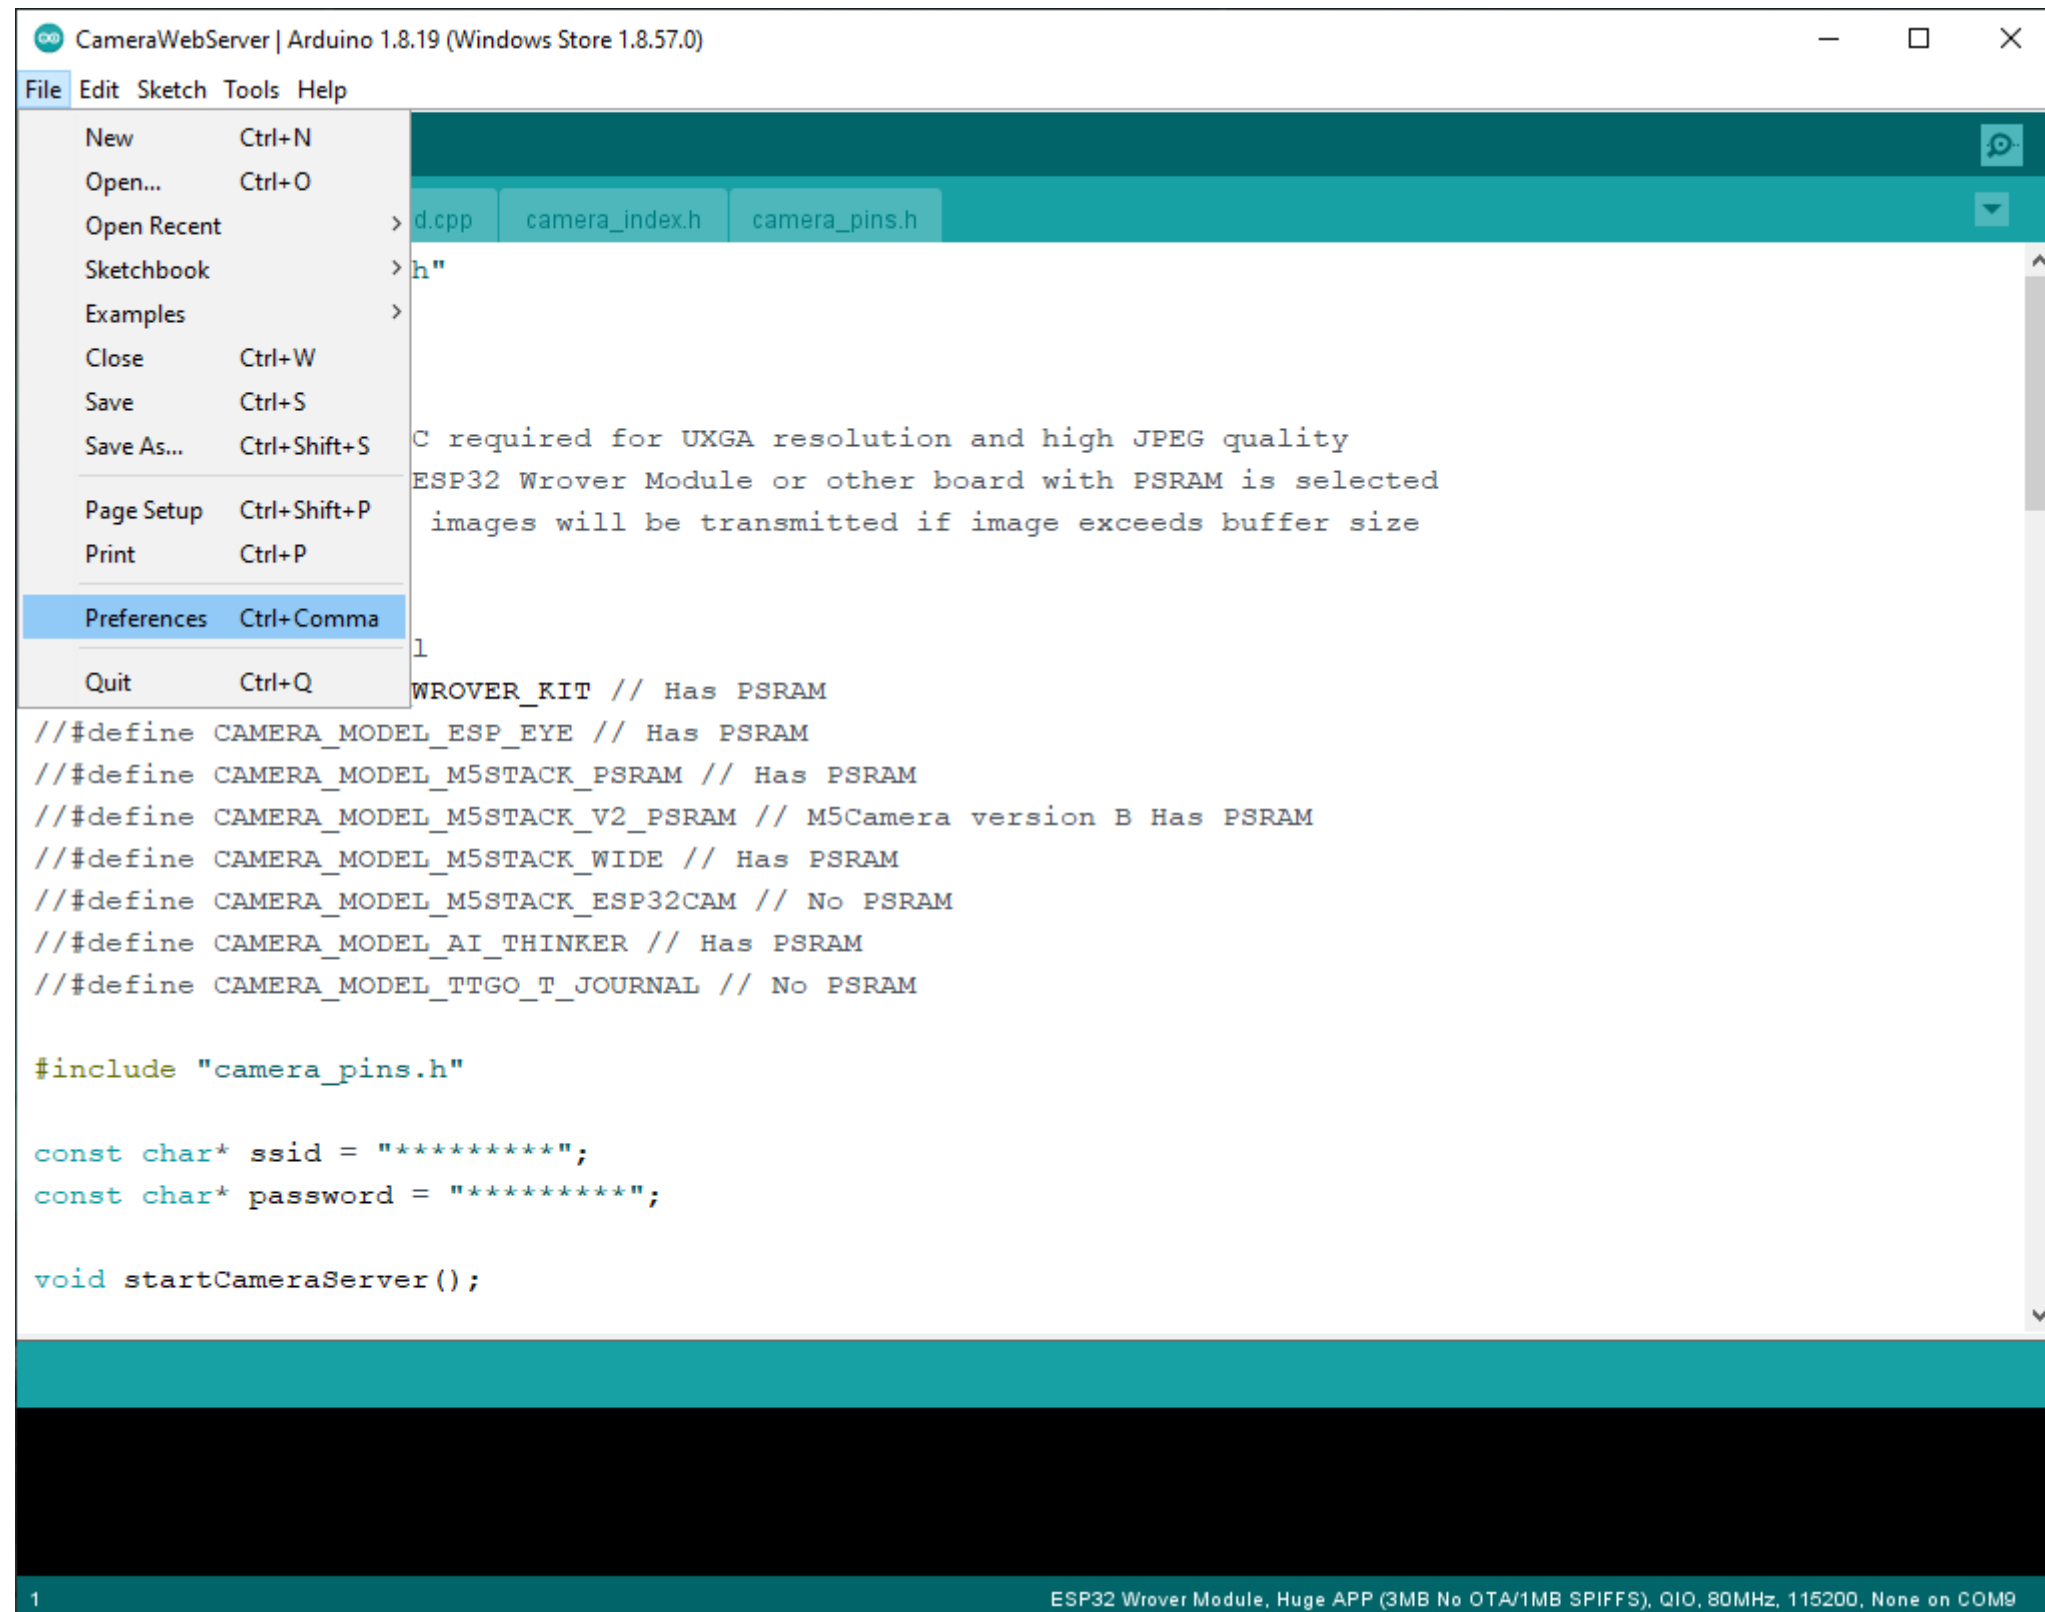 CameraWebServer | Arduino 1.8.19 (Windows Store 1.8.57.0)
File Edit Sketch Tools Help
New Ctrl+N
Open... Ctrl+O
Open Recent
Sketchbook
Examples
Close Ctrl+W
Save Ctrl+S
Save As... Ctrl+Shift+S
Page Setup Ctrl+Shift+P
Print Ctrl+P
Preferences Ctrl+Comma
Quit Ctrl+Q
d.cpp camera_index.h camera_pins.h
h"
C required for UXGA resolution and high JPEG quality
ESP32 Wrover Module or other board with PSRAM is selected
images will be transmitted if image exceeds buffer size
l
WROVER_KIT // Has PSRAM
//#define CAMERA_MODEL_ESP_EYE // Has PSRAM
//#define CAMERA_MODEL_M5STACK_PSRAM // Has PSRAM
//#define CAMERA_MODEL_M5STACK_V2_PSRAM // M5Camera version B Has PSRAM
//#define CAMERA_MODEL_M5STACK_WIDE // Has PSRAM
//#define CAMERA_MODEL_M5STACK_ESP32CAM // No PSRAM
//#define CAMERA_MODEL_AI_THINKER // Has PSRAM
//#define CAMERA_MODEL_TTGO_T_JOURNAL // No PSRAM
#include "camera_pins.h"
const char* ssid = "*********";
const char* password = "*********";
void startCameraServer();
1 ESP32 Wrover Module, Huge APP (3MB No OTA/1MB SPIFFS), QIO, 80MHz, 115200, None on COM9